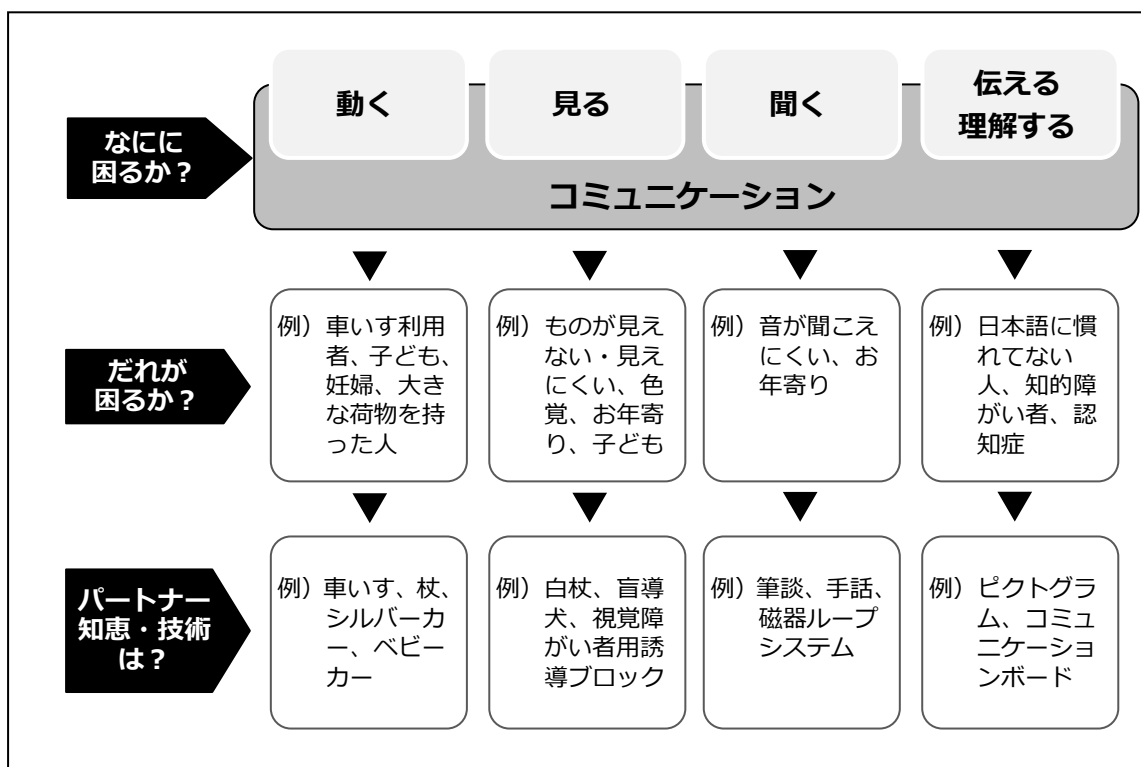 なにに
困るか？
動く
見る
聞く
伝える
理解する
コミュニケーション
だれが
困るか？
例）車いす利用
者、子ども、
妊婦、大き
な荷物を持
った人
例）ものが見え
ない・見え
にくい、色
覚、お年寄
り、子ども
例）音が聞こえ
にくい、お
年寄り
例）日本語に慣
れてない
人、知的障
がい者、認
知症
パートナー
知恵・技術
は？
例）車いす、杖、
シルバーカ
ー、ベビー
カー
例）白杖、盲導
犬、視覚障
がい者用誘
導ブロック
例）筆談、手話、
磁器ループ
システム
例）ピクトグラ
ム、コミュ
ニケーショ
ンボード